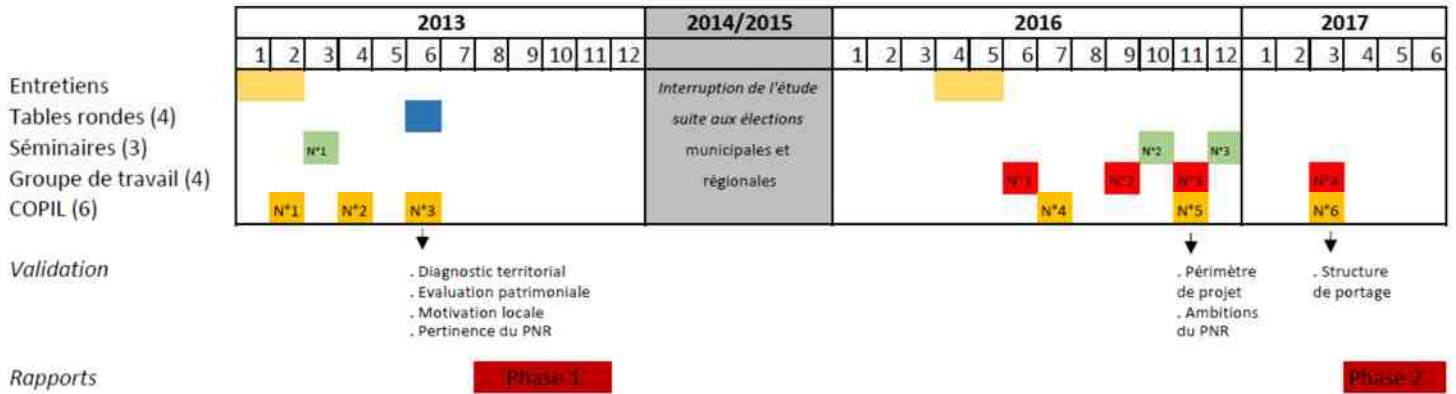 2013 2014/2015 2016 2017
1 2 3 4 5 6 7 8 9 10 11 12 1 2 3 4 5 6 7 8 9 10 11 12 1 2 3 4 5 6
Entretiens Interruption de l'étude
Tables rondes (4) suite aux élections
Séminaires (3) N°1 municipales et N°2 N°3
Groupe de travail (4) régionales N°1 N°2 N°3 N°4
COPIL (6) N°1 N°2 N°3 N°4 N°5 N°6
Validation . Diagnostic territorial . Périmètre . Structure
. Evaluation patrimoniale de projet de portage
. Motivation locale . Ambitions
. Pertinence du PNR du PNR
Rapports Phase 1 Phase 2